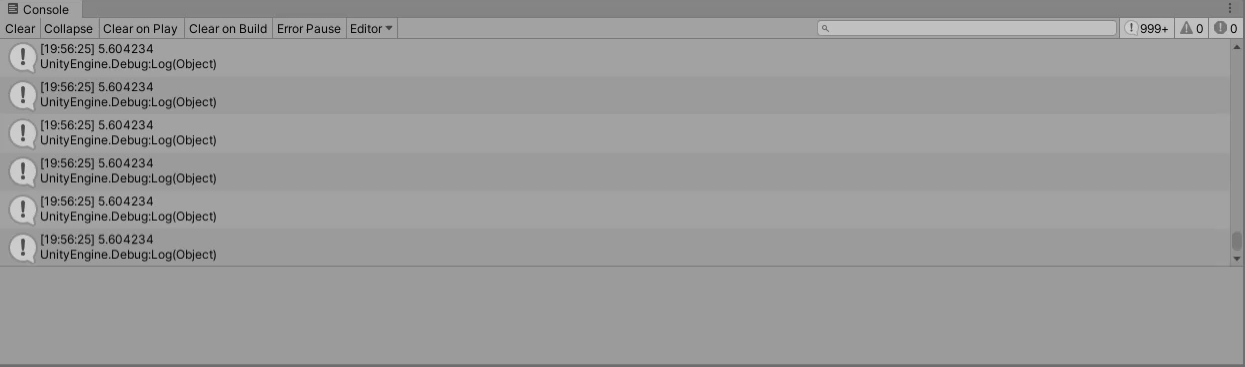 Console
Clear Collapse Clear on Play Clear on Build Error Pause Editor 999+ 0 0
[19:56:25] 5.604234
UnityEngine.Debug:Log(Object)
[19:56:25] 5.604234
UnityEngine.Debug:Log(Object)
[19:56:25] 5.604234
UnityEngine.Debug:Log(Object)
[19:56:25] 5.604234
UnityEngine.Debug:Log(Object)
[19:56:25] 5.604234
UnityEngine.Debug:Log(Object)
[19:56:25] 5.604234
UnityEngine.Debug:Log(Object)